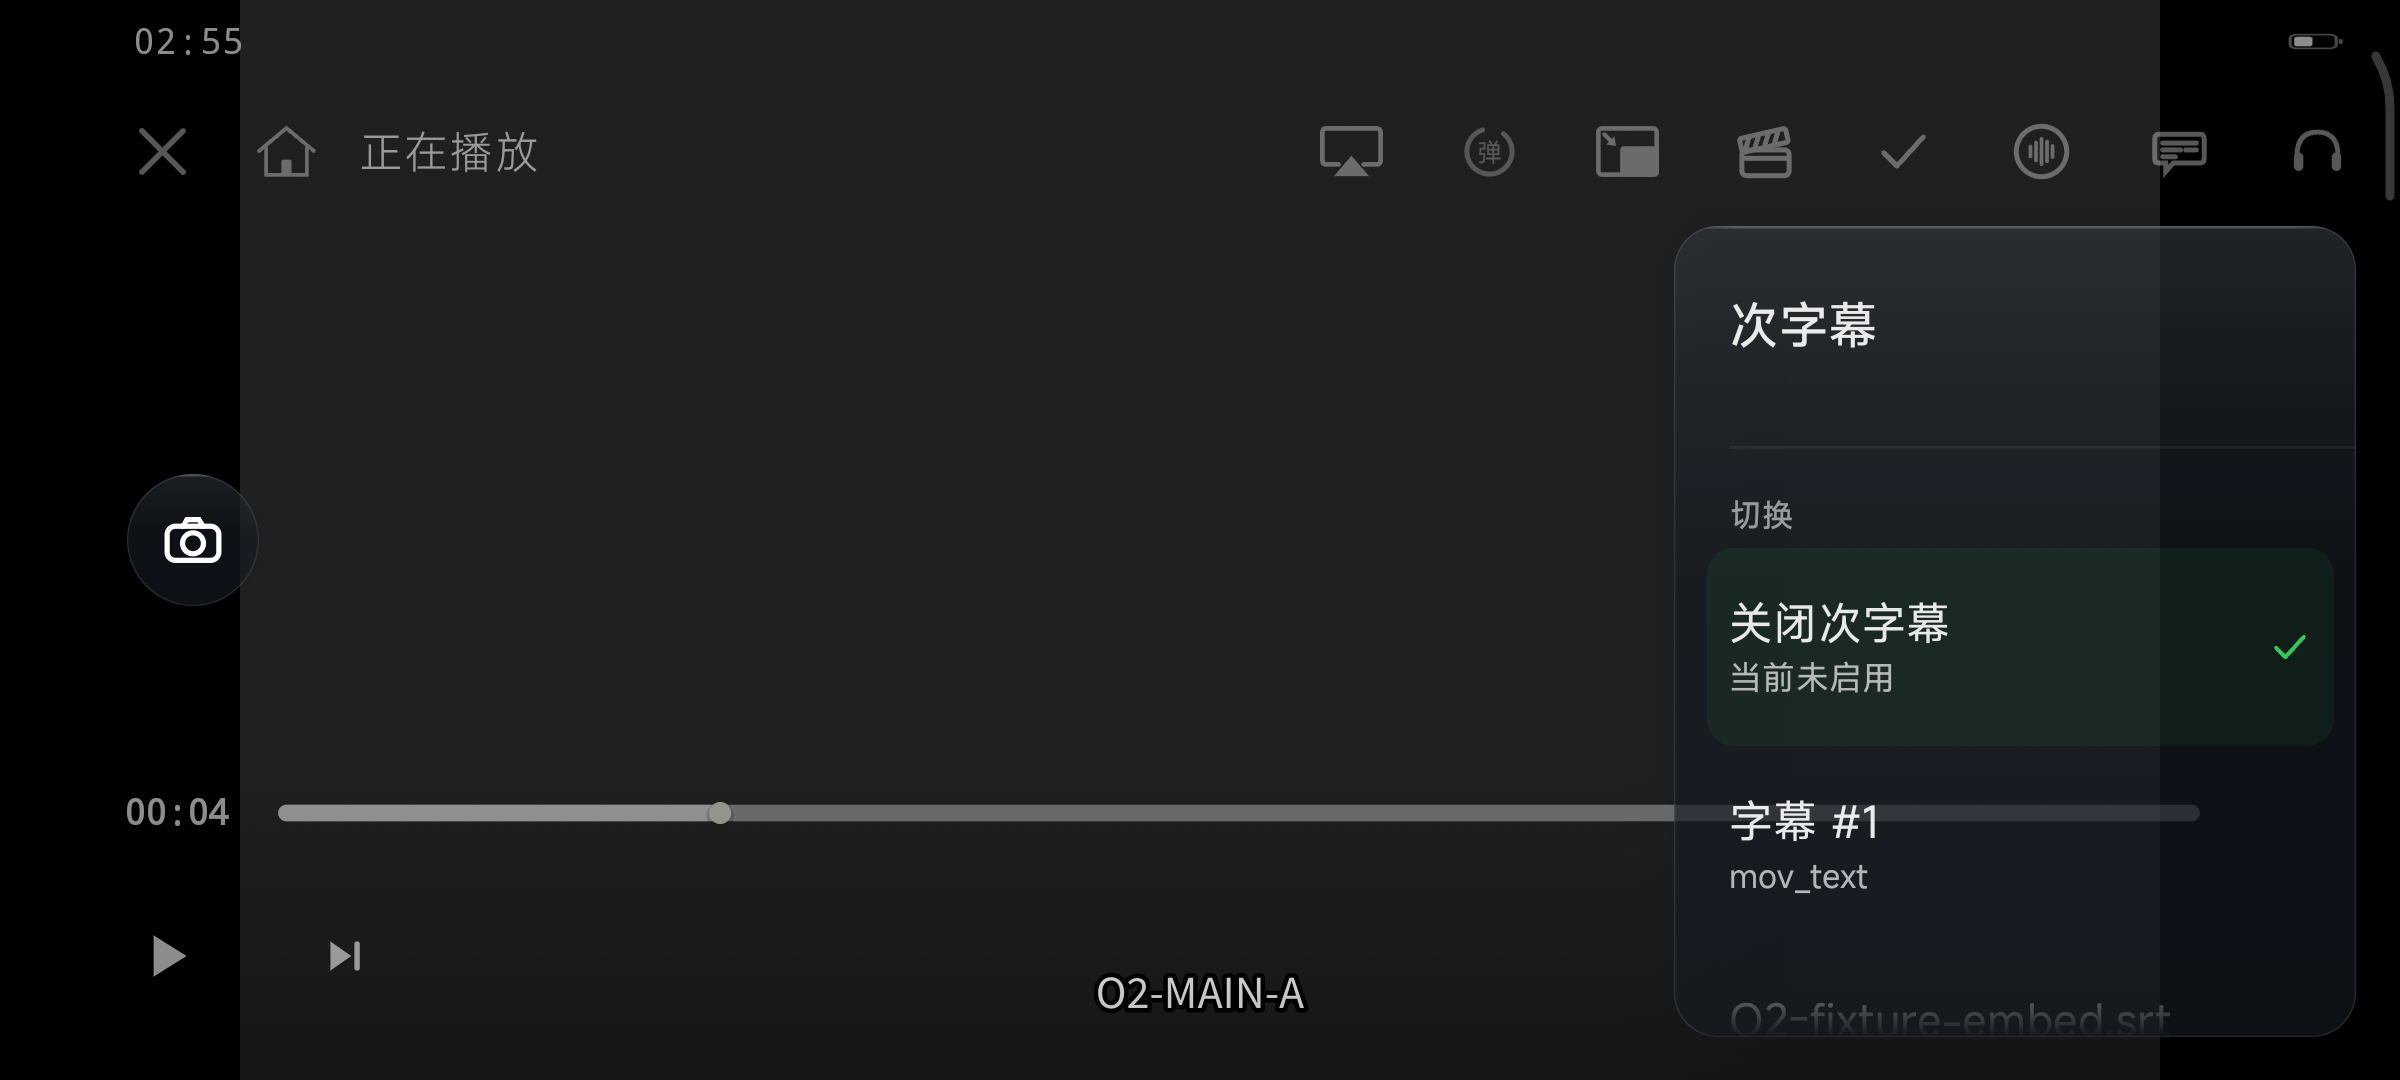 02:55
正在播放
弹
次字幕
切换
关闭次字幕
当前未启用
字幕 #1
mov_text
00:04
O2-MAIN-A
O2-fixture-embed.srt